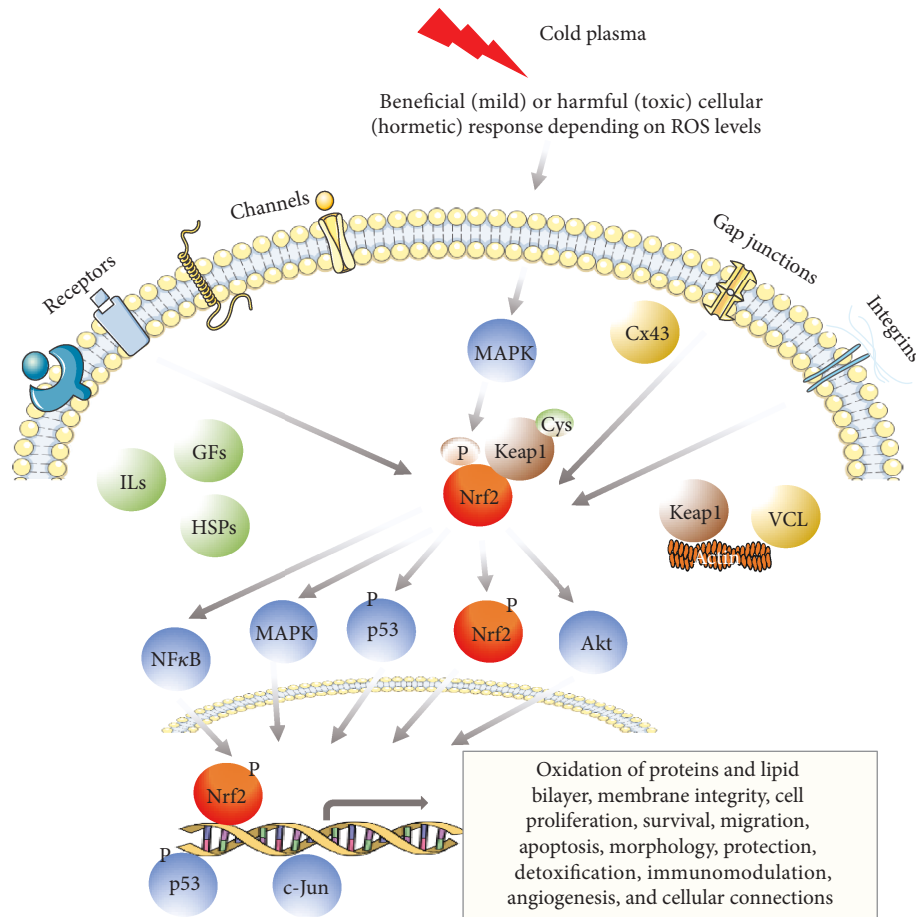 Cold plasma
Beneficial (mild) or harmful (toxic) cellular
(hormetic) response depending on ROS levels
Channels
Receptors
Gap junctions
Integrins
MAPK
Cx43
Cys
P
Keap1
Nrf2
GFs
ILs
HSPs
Keap1
VCL
Actin
P
P
NFκB
MAPK
p53
Nrf2
Akt
P
Nrf2
P
p53
c-Jun
Oxidation of proteins and lipid
bilayer, membrane integrity, cell
proliferation, survival, migration,
apoptosis, morphology, protection,
detoxification, immunomodulation,
angiogenesis, and cellular connections